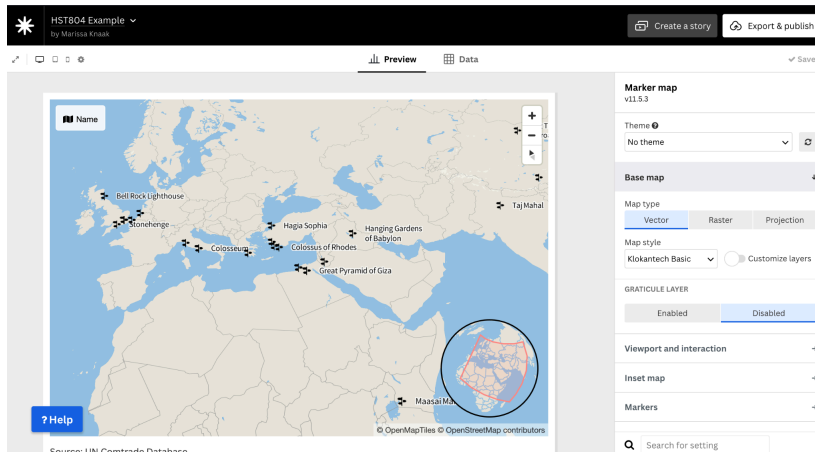 HST804 Example
by Marissa Knaak
Create a story
Export & publish
Preview
Data
Save
Name
Bell Rock Lighthouse
Stonehenge
Colosseum
Hagia Sophia
Colossus of Rhodes
Hanging Gardens
of Babylon
Great Pyramid of Giza
Taj Mahal
Maasai Ma
© OpenMapTiles © OpenStreetMap contributors
? Help
Source: UN Comtrade Database
Marker map
v11.5.3
Theme
No theme
Base map
Map type
Vector
Raster
Projection
Map style
Klokantech Basic
Customize layers
GRATICULE LAYER
Enabled
Disabled
Viewport and interaction
Inset map
Markers
Search for setting